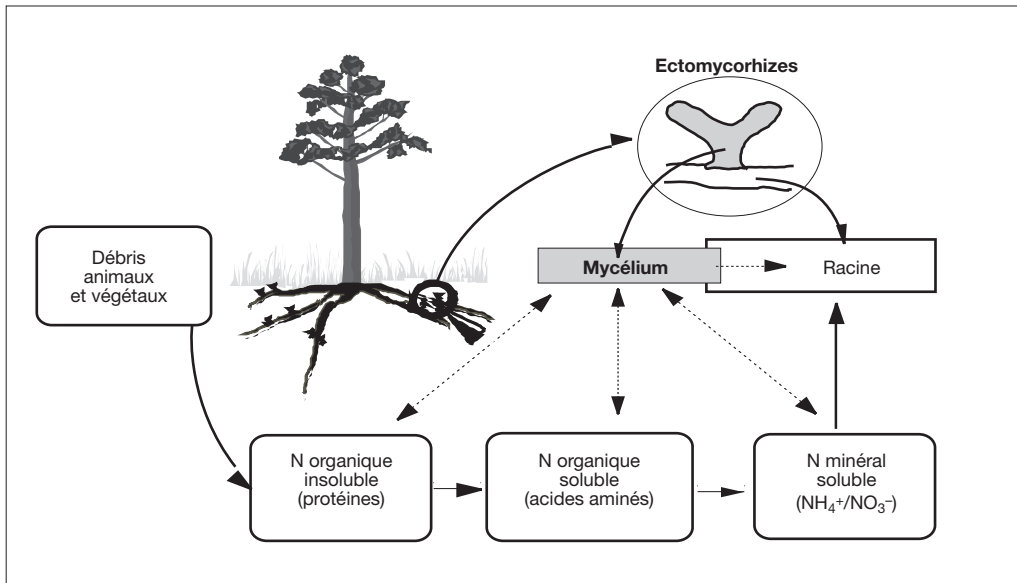 Ectomycorhizes
Débris
animaux
et végétaux
Mycélium
Racine
N organique
insoluble
(protéines)
N organique
soluble
(acides aminés)
N minéral
soluble
(NH₄⁺/NO₃⁻)